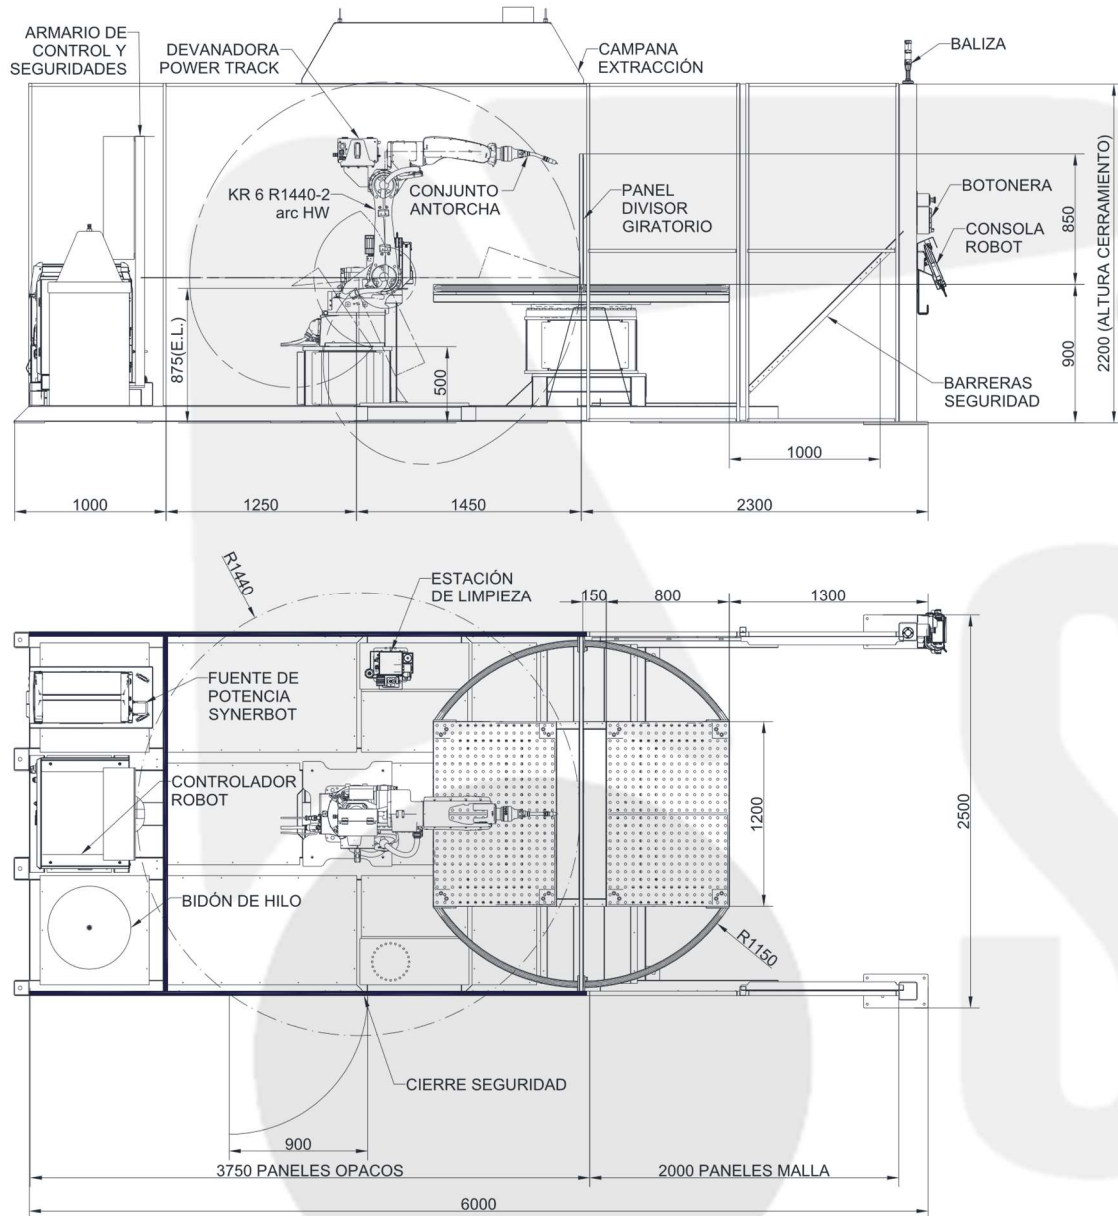 ARMARIO DE
CONTROL Y
SEGURIDADES
DEVANADORA
POWER TRACK
CAMPANA
EXTRACCIÓN
BALIZA
KR 6 R1440-2
arc HW
CONJUNTO
ANTORCHA
PANEL
DIVISOR
GIRATORIO
850
2200 (ALTURA CERRAMIENTO)
BOTONERA
CONSOLA
ROBOT
875(E.L.)
500
900
BARRERAS
SEGURIDAD
1000
1000
1250
1450
2300
R1440
ESTACIÓN
DE LIMPIEZA
150
800
1300
FUENTE DE
POTENCIA
SYNERBOT
CONTROLADOR
ROBOT
1200
2500
BIDÓN DE HILO
R1150
CIERRE SEGURIDAD
900
3750 PANELES OPACOS
2000 PANELES MALLA
6000
S